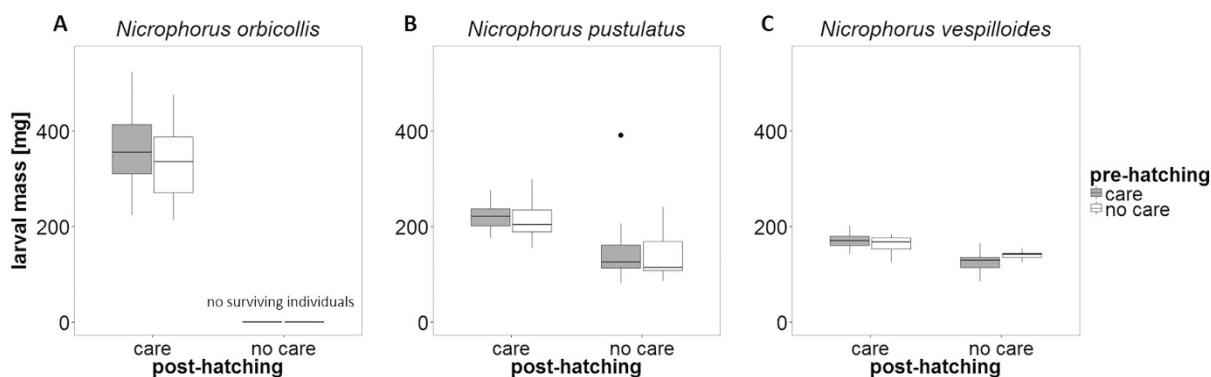 A
Nicrophorus orbicollis
larval mass [mg]
400
200
0
no surviving individuals
care
no care
post-hatching
B
Nicrophorus pustulatus
400
200
0
care
no care
post-hatching
C
Nicrophorus vespilloides
400
200
0
care
no care
post-hatching
pre-hatching
care
no care